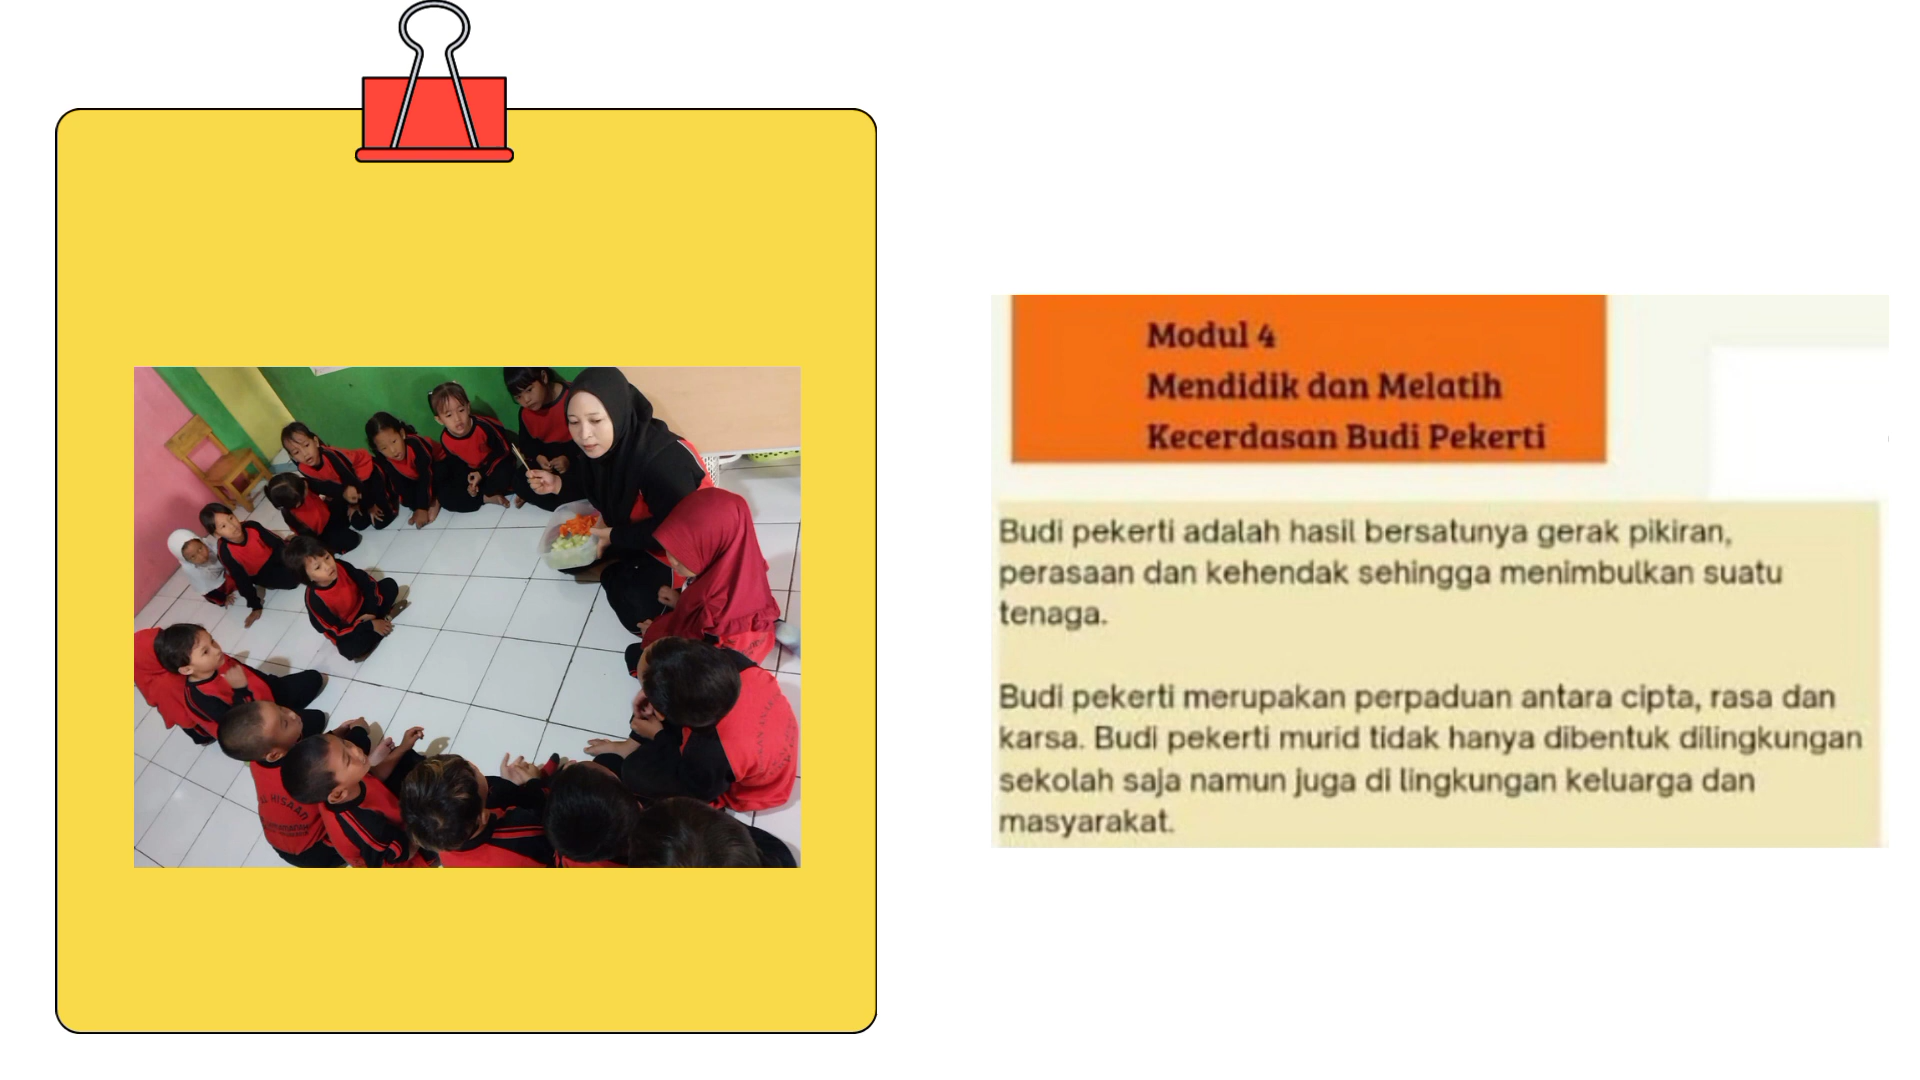 Modul 4
Mendidik dan Melatih
Kecerdasan Budi Pekerti
Budi pekerti adalah hasil bersatunya gerak pikiran,
perasaan dan kehendak sehingga menimbulkan suatu
tenaga.
Budi pekerti merupakan perpaduan antara cipta, rasa dan
karsa. Budi pekerti murid tidak hanya dibentuk dilingkungan
sekolah saja namun juga di lingkungan keluarga dan
masyarakat.